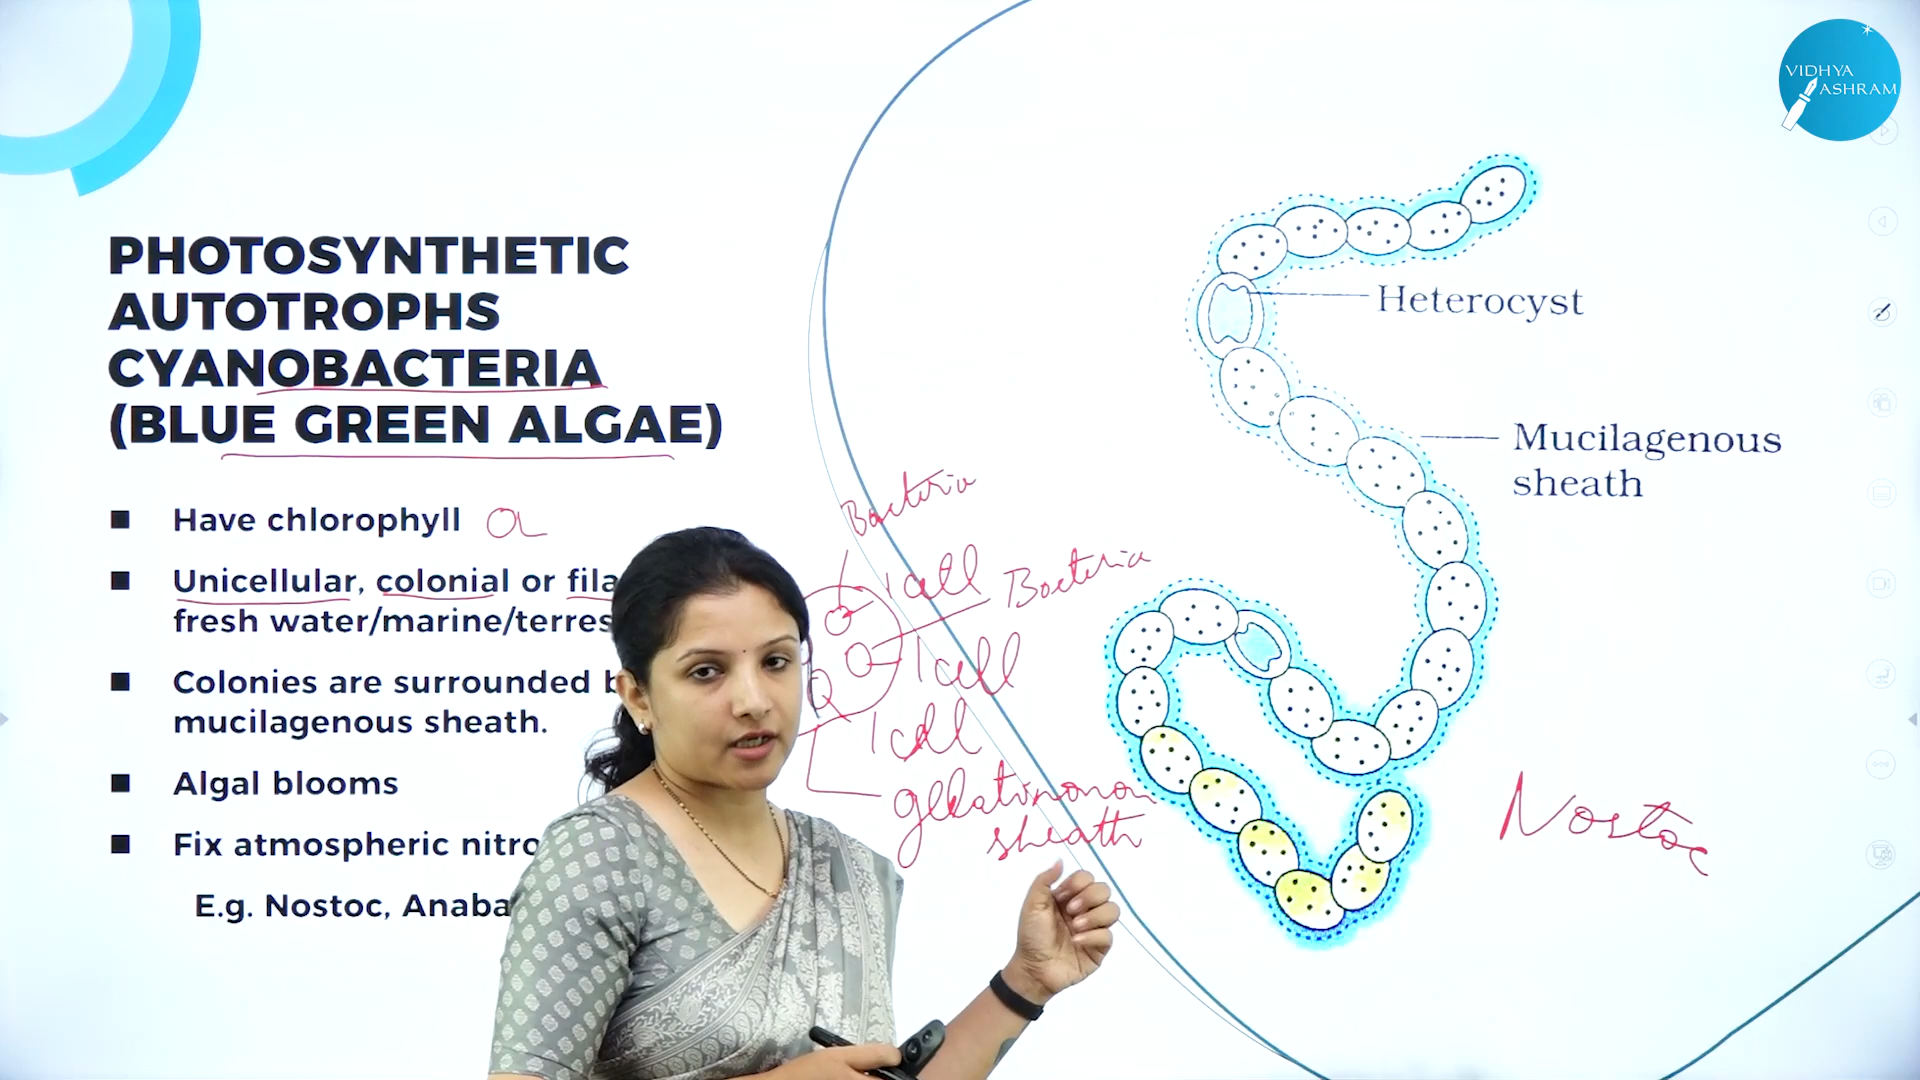 VIDHYA
ASHRAM
PHOTOSYNTHETIC
AUTOTROPHS
CYANOBACTERIA
(BLUE GREEN ALGAE)
Have chlorophyll a
Unicellular, colonial or fila
fresh water/marine/terres
Colonies are surrounded b
mucilagenous sheath.
Algal blooms
Fix atmospheric nitro
E.g. Nostoc, Anaba
Bacteria
1 cell
Bacteria
1 cell
1 cell
sheath
Heterocyst
Mucilagenous
sheath
Nostoc